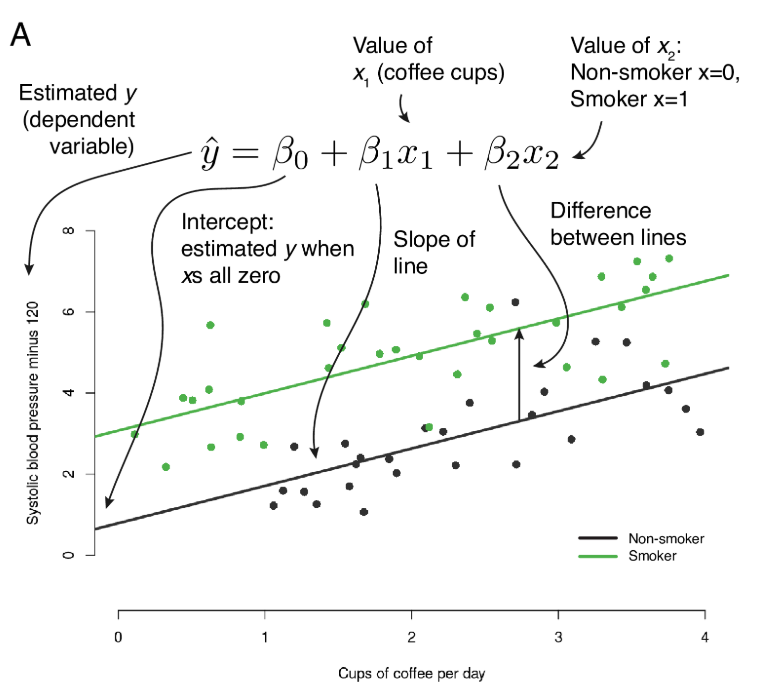 A
Value of
x₁ (coffee cups)
Value of x₂:
Non-smoker x=0,
Smoker x=1
Estimated y
(dependent
variable)
ŷ = β₀ + β₁x₁ + β₂x₂
Intercept:
estimated y when
xs all zero
Slope of
line
Difference
between lines
Systolic blood pressure minus 120
8
6
4
2
0
Non-smoker
Smoker
0 1 2 3 4
Cups of coffee per day